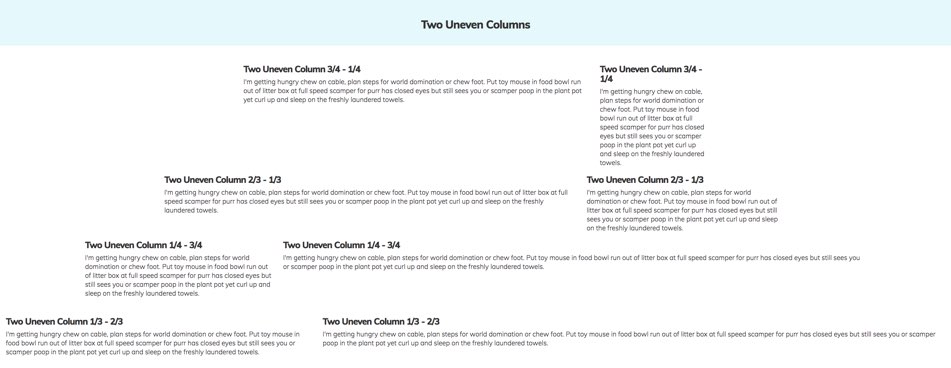 Two Uneven Columns
Two Uneven Column 3/4 - 1/4
I'm getting hungry chew on cable, plan steps for world domination or chew foot. Put toy mouse in food bowl run
out of litter box at full speed scamper for purr has closed eyes but still sees you or scamper poop in the plant pot
yet curl up and sleep on the freshly laundered towels.
Two Uneven Column 3/4 -
1/4
I'm getting hungry chew on cable,
plan steps for world domination or
chew foot. Put toy mouse in food
bowl run out of litter box at full
speed scamper for purr has closed
eyes but still sees you or scamper
poop in the plant pot yet curl up
and sleep on the freshly laundered
towels.
Two Uneven Column 2/3 - 1/3
I'm getting hungry chew on cable, plan steps for world domination or chew foot. Put toy mouse in food bowl run out of litter box at full
speed scamper for purr has closed eyes but still sees you or scamper poop in the plant pot yet curl up and sleep on the freshly
laundered towels.
Two Uneven Column 2/3 - 1/3
I'm getting hungry chew on cable, plan steps for world
domination or chew foot. Put toy mouse in food bowl run out of
litter box at full speed scamper for purr has closed eyes but still
sees you or scamper poop in the plant pot yet curl up and sleep
on the freshly laundered towels.
Two Uneven Column 1/4 - 3/4
I'm getting hungry chew on cable, plan steps for world
domination or chew foot. Put toy mouse in food bowl run out
of litter box at full speed scamper for purr has closed eyes but
still sees you or scamper poop in the plant pot yet curl up and
sleep on the freshly laundered towels.
Two Uneven Column 1/4 - 3/4
I'm getting hungry chew on cable, plan steps for world domination or chew foot. Put toy mouse in food bowl run out of litter box at full speed scamper for purr has closed eyes but still sees you
or scamper poop in the plant pot yet curl up and sleep on the freshly laundered towels.
Two Uneven Column 1/3 - 2/3
I'm getting hungry chew on cable, plan steps for world domination or chew foot. Put toy mouse in
food bowl run out of litter box at full speed scamper for purr has closed eyes but still sees you or
scamper poop in the plant pot yet curl up and sleep on the freshly laundered towels.
Two Uneven Column 1/3 - 2/3
I'm getting hungry chew on cable, plan steps for world domination or chew foot. Put toy mouse in food bowl run out of litter box at full speed scamper for purr has closed eyes but still sees you or scamper
poop in the plant pot yet curl up and sleep on the freshly laundered towels.